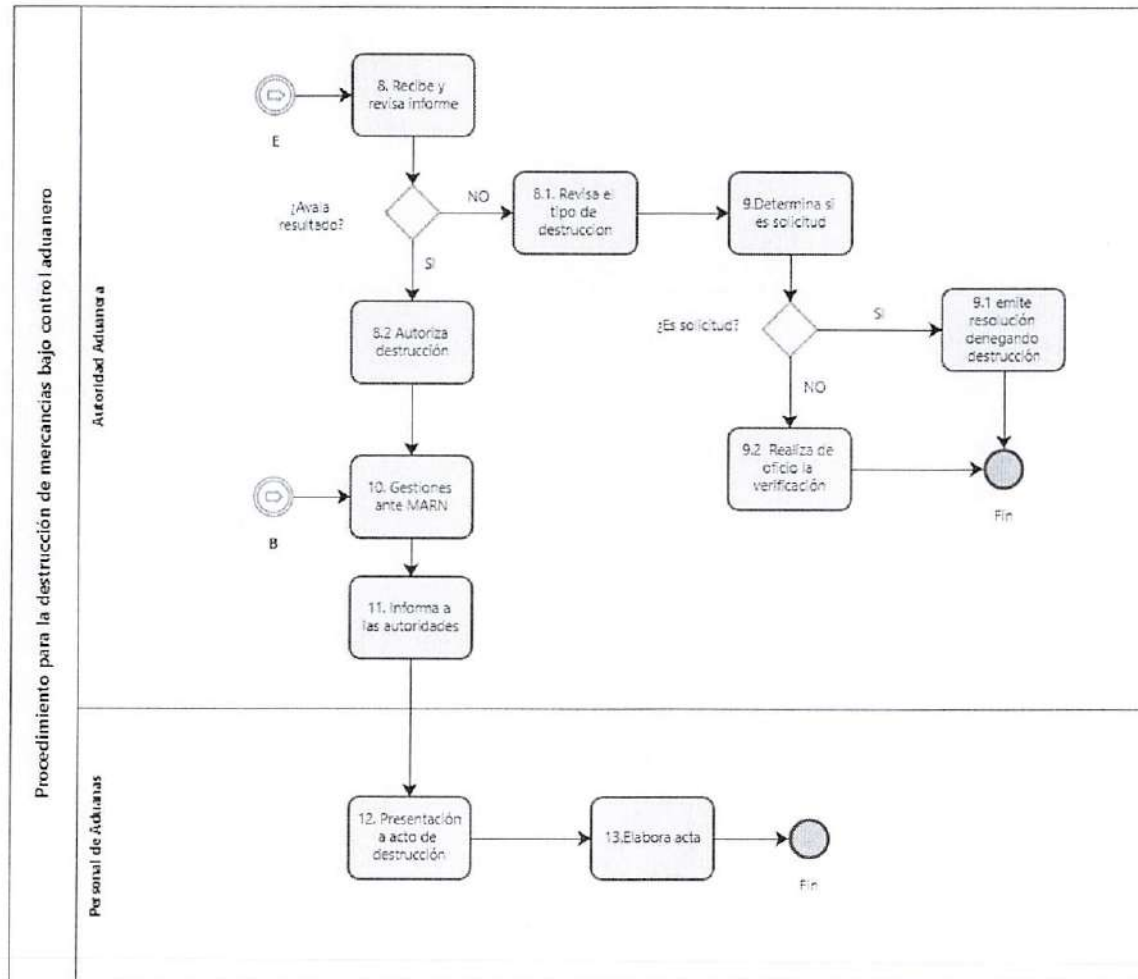 Procedimiento para la destrucción de mercancias bajo control aduanero
Autoridad Aduanera
8. Recibe y
revisa informe
E
¿Avala
resultado?
NO
8.1. Revisa el
tipo de
destruccion
9.Determina si
es solicitud
SI
8.2 Autoriza
destrucción
¿Es solicitud?
SI
9.1 emite
resolución
denegando
destrucción
NO
9.2 Realiza de
oficio la
verificación
Fin
10. Gestiones
ante MARN
B
11. Informa a
las autoridades
Personal de Aduanas
12. Presentación
a acto de
destrucción
13.Elabora acta
Fin